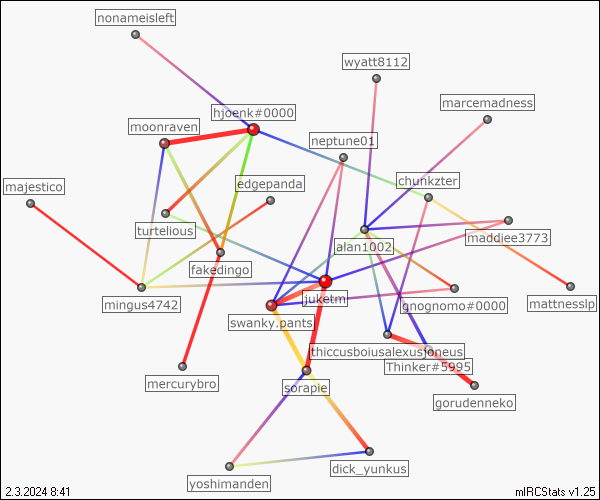 nonameisleft
wyatt8112
hjoenk#0000
marcemadness
moonraven
neptune01
chunkzter
edgepanda
majestico
turtelious
alan1002
maddiee3773
fakedingo
mingus4742
juketm
gnognomo#0000
mattnesslp
swanky.pants
thiccusboiusalexusjoneus
Thinker#5995
mercurybro
sorapie
gorudenneko
dick_yunkus
yoshimanden
2.3.2024 8:41
mIRCStats v1.25